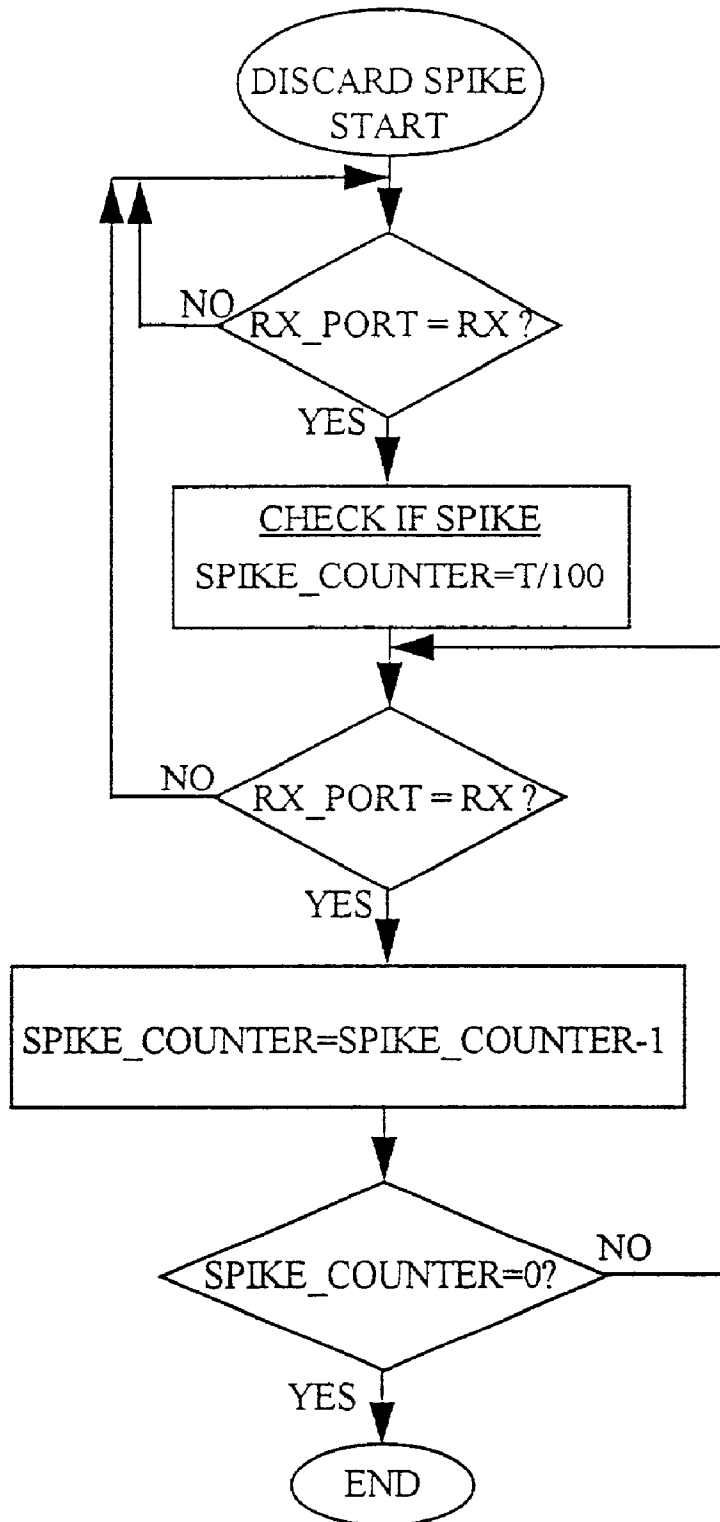 DISCARD SPIKE
START
NO
RX_PORT = RX ?
YES
CHECK IF SPIKE
SPIKE_COUNTER=T/100
NO
RX_PORT = RX ?
YES
SPIKE_COUNTER=SPIKE_COUNTER-1
SPIKE_COUNTER=0?
NO
YES
END